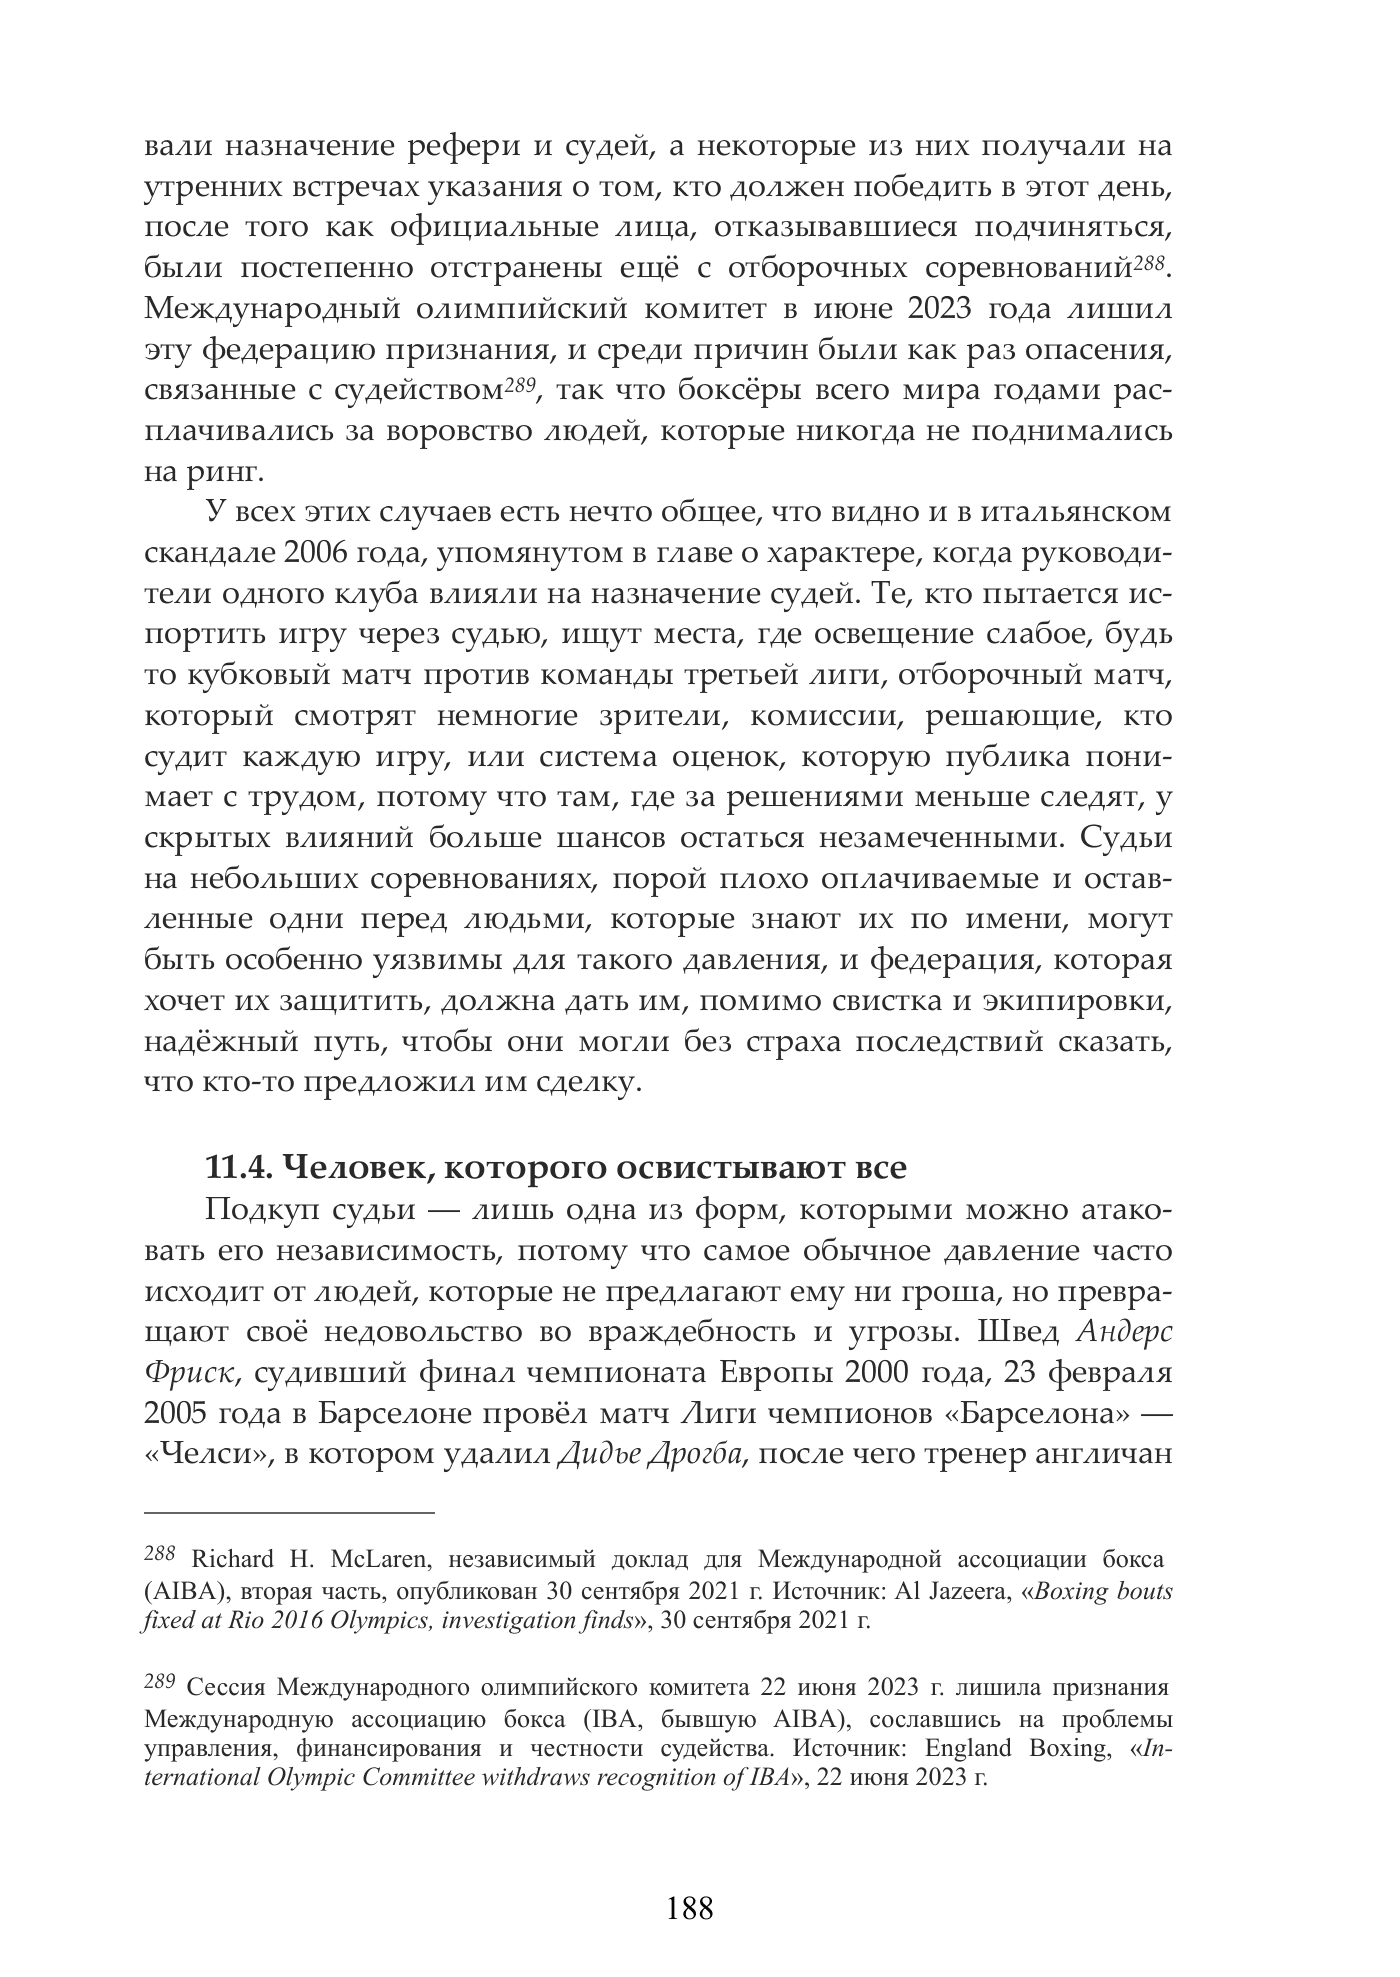 вали назначение рефери и судей, а некоторые из них получали на
утренних встречах указания о том, кто должен победить в этот день,
после того как официальные лица, отказывавшиеся подчиняться,
были постепенно отстранены ещё с отборочных соревнований288.
Международный олимпийский комитет в июне 2023 года лишил
эту федерацию признания, и среди причин были как раз опасения,
связанные с судейством289, так что боксёры всего мира годами рас-
плачивались за воровство людей, которые никогда не поднимались
на ринг.
У всех этих случаев есть нечто общее, что видно и в итальянском
скандале 2006 года, упомянутом в главе о характере, когда руководи-
тели одного клуба влияли на назначение судей. Те, кто пытается ис-
портить игру через судью, ищут места, где освещение слабое, будь
то кубковый матч против команды третьей лиги, отборочный матч,
который смотрят немногие зрители, комиссии, решающие, кто
судит каждую игру, или система оценок, которую публика пони-
мает с трудом, потому что там, где за решениями меньше следят, у
скрытых влияний больше шансов остаться незамеченными. Судьи
на небольших соревнованиях, порой плохо оплачиваемые и остав-
ленные одни перед людьми, которые знают их по имени, могут
быть особенно уязвимы для такого давления, и федерация, которая
хочет их защитить, должна дать им, помимо свистка и экипировки,
надёжный путь, чтобы они могли без страха последствий сказать,
что кто-то предложил им сделку.
11.4. Человек, которого освистывают все
Подкуп судьи — лишь одна из форм, которыми можно атако-
вать его независимость, потому что самое обычное давление часто
исходит от людей, которые не предлагают ему ни гроша, но превра-
щают своё недовольство во враждебность и угрозы. Швед Андерс
Фриск, судивший финал чемпионата Европы 2000 года, 23 февраля
2005 года в Барселоне провёл матч Лиги чемпионов «Барселона» —
«Челси», в котором удалил Дидье Дрогба, после чего тренер англичан
288 Richard H. McLaren, независимый доклад для Международной ассоциации бокса
(AIBA), вторая часть, опубликован 30 сентября 2021 г. Источник: Al Jazeera, «Boxing bouts
fixed at Rio 2016 Olympics, investigation finds», 30 сентября 2021 г.
289 Сессия Международного олимпийского комитета 22 июня 2023 г. лишила признания
Международную ассоциацию бокса (IBA, бывшую AIBA), сославшись на проблемы
управления, финансирования и честности судейства. Источник: England Boxing, «In-
ternational Olympic Committee withdraws recognition of IBA», 22 июня 2023 г.
188